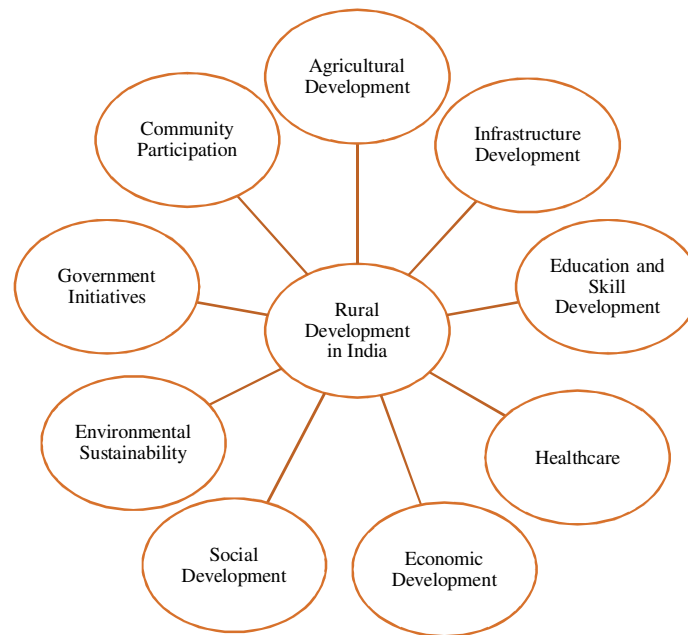 Agricultural
Development
Infrastructure
Development
Education and
Skill
Development
Healthcare
Economic
Development
Social
Development
Environmental
Sustainability
Government
Initiatives
Community
Participation
Rural
Development
in India